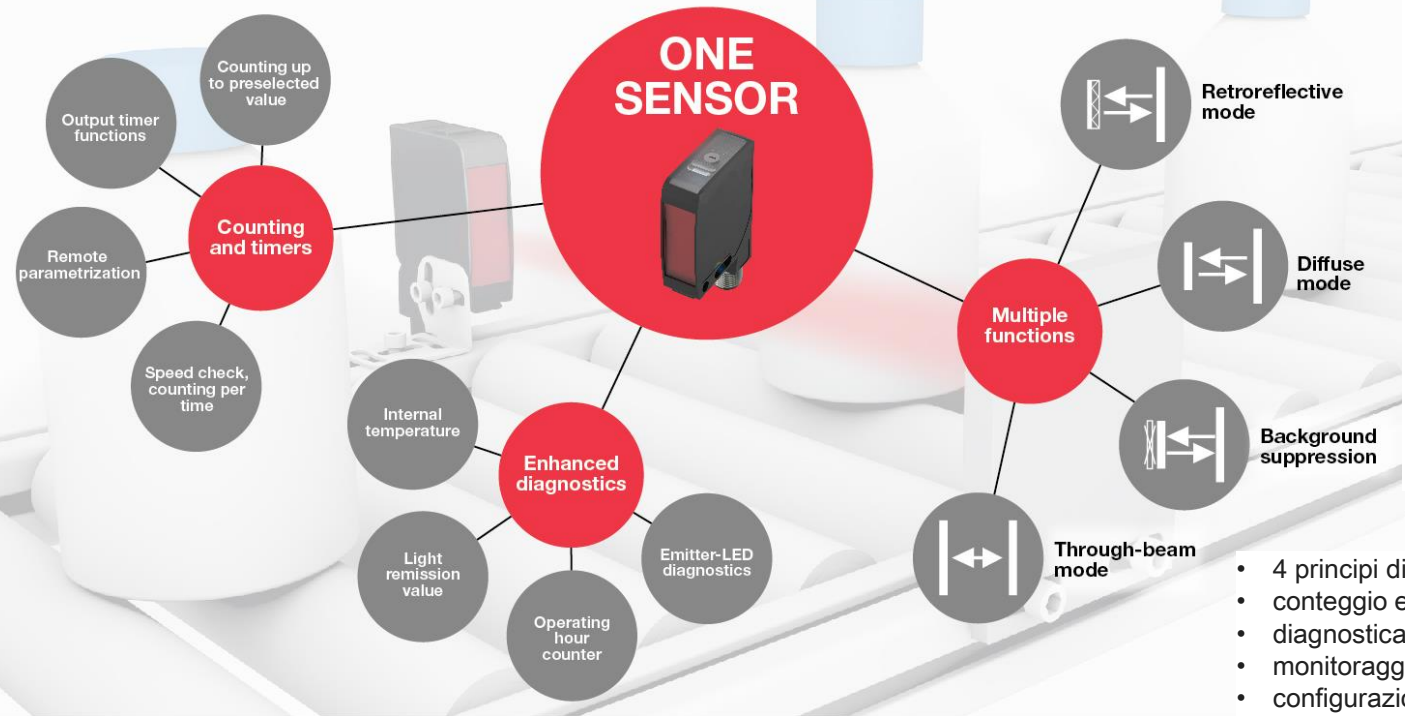 ONE
SENSOR
Counting up
to preselected
value
Output timer
functions
Counting
and timers
Remote
parametrization
Speed check,
counting per
time
Internal
temperature
Enhanced
diagnostics
Light
remission
value
Operating
hour
counter
Emitter-LED
diagnostics
Multiple
functions
Retroreflective
mode
Diffuse
mode
Background
suppression
Through-beam
mode
• 4 principi di
• conteggio e
• diagnostica
• monitoragg
• configurazio